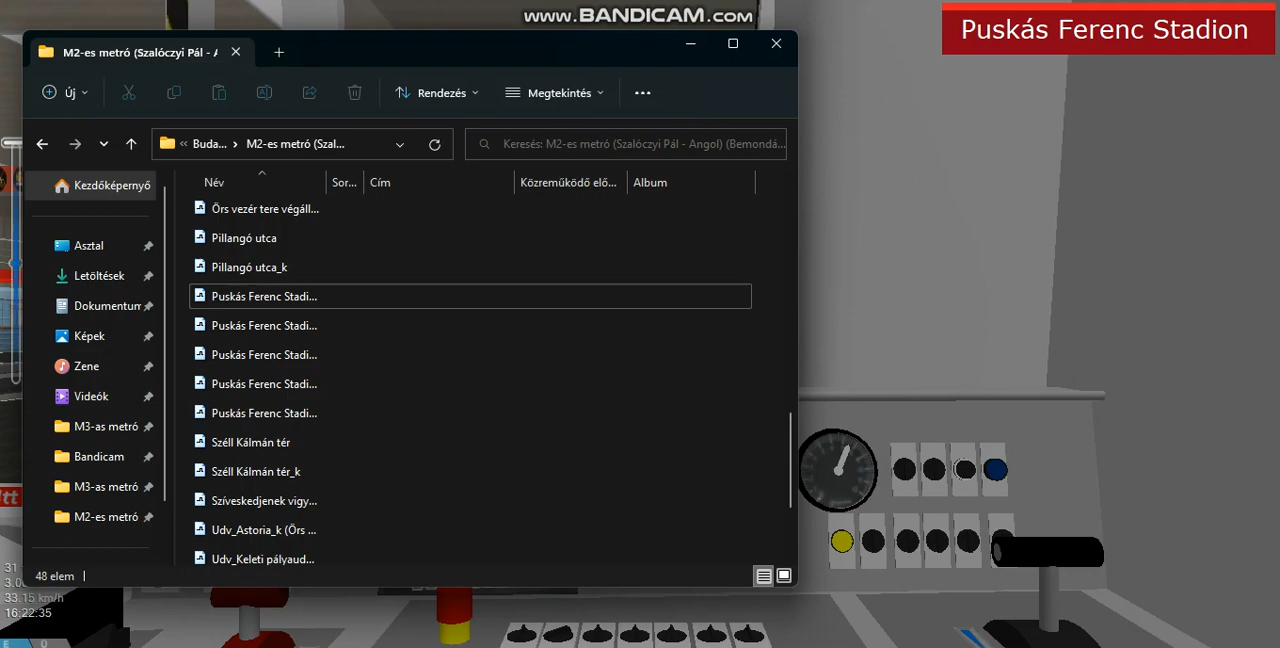 www.BANDICAM.com
Puskás Ferenc Stadion
M2-es metró (Szalóczyi Pál - A
Új
Rendezés
Megtekintés
Buda... > M2-es metró (Szal...
Keresés: M2-es metró (Szalóczyi Pál - Angol) (Bemondá...
Kezdőképernyő
Asztal
Letöltések
Dokumentum
Képek
Zene
Videók
M3-as metró
Bandicam
M3-as metró
M2-es metró
Név
Sor...
Cím
Közreműködő elő...
Album
Örs vezér tere végáll...
Pillangó utca
Pillangó utca_k
Puskás Ferenc Stadi...
Puskás Ferenc Stadi...
Puskás Ferenc Stadi...
Puskás Ferenc Stadi...
Puskás Ferenc Stadi...
Széll Kálmán tér
Széll Kálmán tér_k
Szíveskedjenek vigy...
Udv_Astoria_k (Örs ...
Udv_Keleti pályaud...
48 elem
33.15 km/h
16:22:35